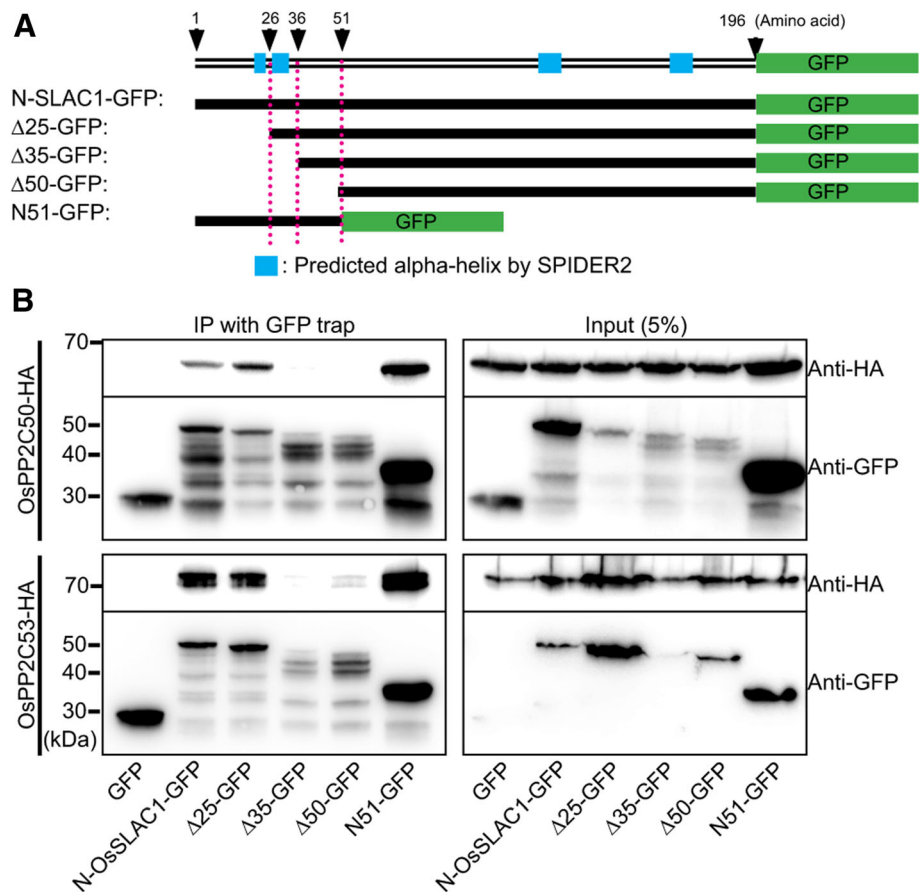 A
1 26 36 51 196 (Amino acid)
GFP
N-SLAC1-GFP: GFP
Δ25-GFP: GFP
Δ35-GFP: GFP
Δ50-GFP: GFP
N51-GFP: GFP
: Predicted alpha-helix by SPIDER2
B
IP with GFP trap Input (5%)
OsPP2C50-HA
70
Anti-HA
50
40
30
Anti-GFP
OsPP2C53-HA
70
Anti-HA
50
40
30
(kDa)
Anti-GFP
GFP N-OsSLAC1-GFP Δ25-GFP Δ35-GFP Δ50-GFP N51-GFP GFP N-OsSLAC1-GFP Δ25-GFP Δ35-GFP Δ50-GFP N51-GFP